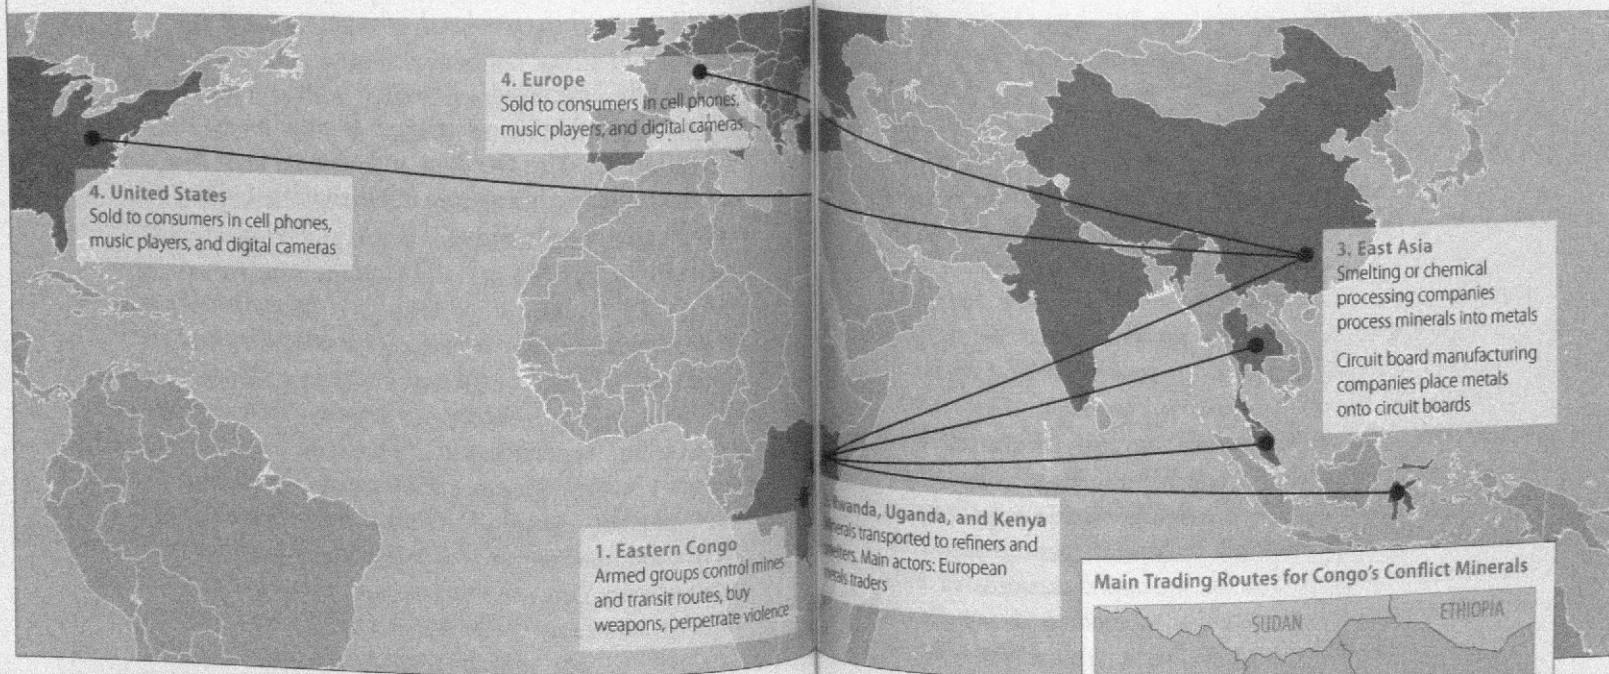 4. Europe
Sold to consumers in cell phones,
music players, and digital cameras
4. United States
Sold to consumers in cell phones,
music players, and digital cameras
3. East Asia
Smelting or chemical
processing companies
process minerals into metals
Circuit board manufacturing
companies place metals
onto circuit boards
1. Eastern Congo
Armed groups control mines
and transit routes, buy
weapons, perpetrate violence
Rwanda, Uganda, and Kenya
Minerals transported to refiners and
smelters. Main actors: European
metals traders
Main Trading Routes for Congo's Conflict Minerals
SUDAN
ETHIOPIA